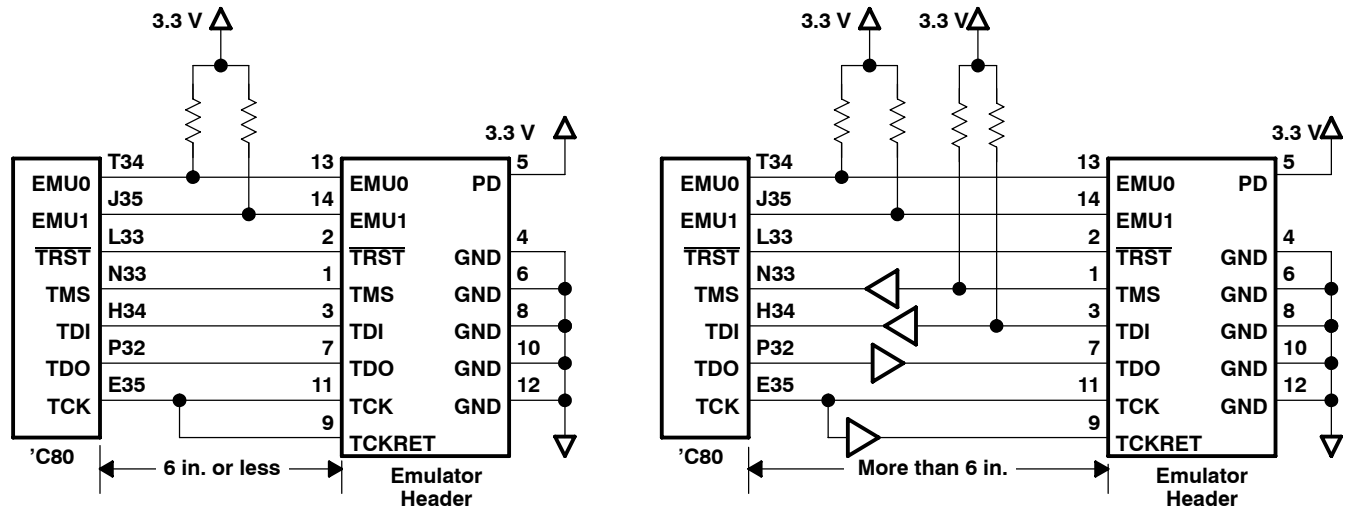 3.3 V
3.3 V
T34 13 5
EMU0 EMU0 PD
J35 14
EMU1 EMU1
L33 2 4
TRST TRST GND
N33 1 6
TMS TMS GND
H34 3 8
TDI TDI GND
P32 7 10
TDO TDO GND
E35 11 12
TCK TCK GND
9
TCKRET
'C80
6 in. or less
Emulator
Header
3.3 V 3.3 V
3.3 V
T34 13 5
EMU0 EMU0 PD
J35 14
EMU1 EMU1
L33 2 4
TRST TRST GND
N33 1 6
TMS TMS GND
H34 3 8
TDI TDI GND
P32 7 10
TDO TDO GND
E35 11 12
TCK TCK GND
9
TCKRET
'C80
More than 6 in.
Emulator
Header